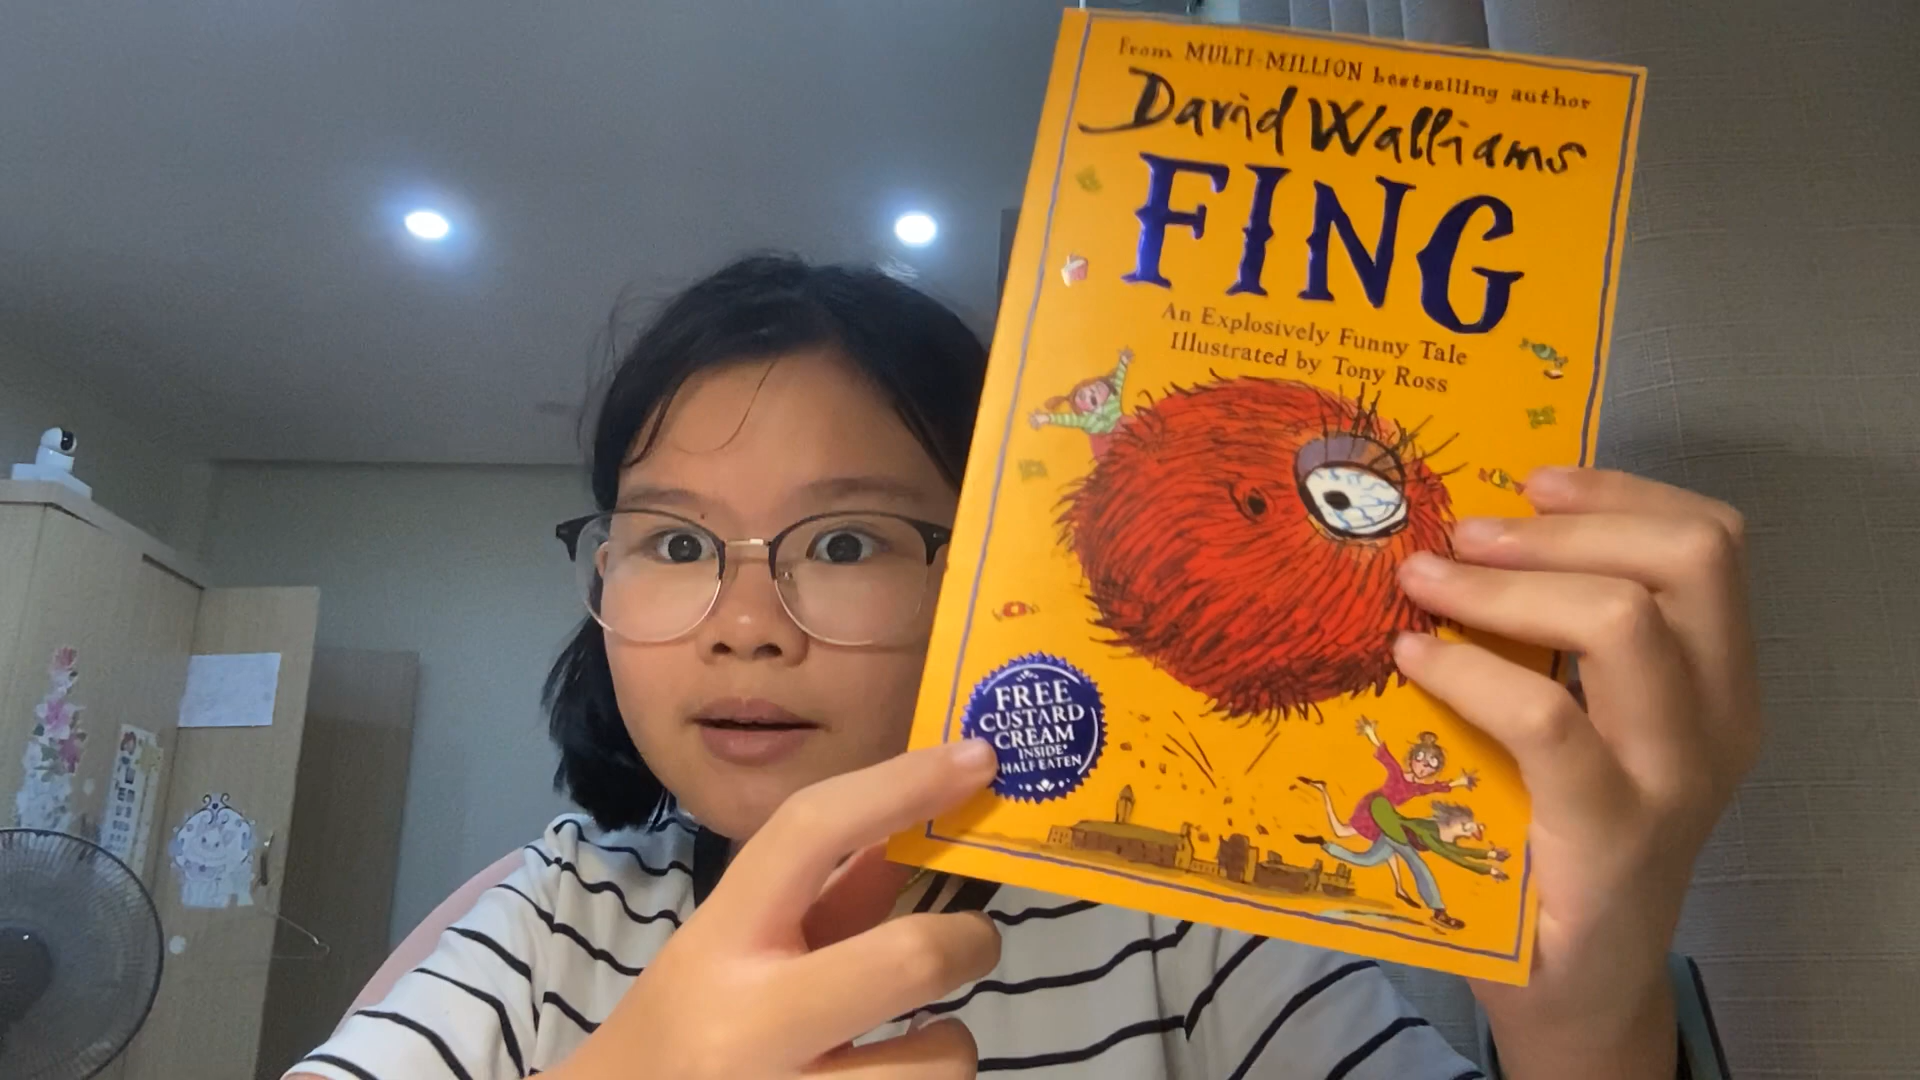 From MULTI-MILLION bestselling author
David Walliams
FING
An Explosively Funny Tale
Illustrated by Tony Ross
FREE
CUSTARD
CREAM
INSIDE*
HALF EATEN